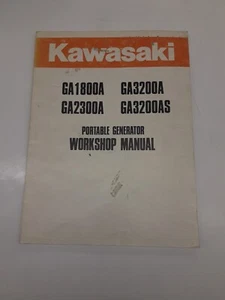 Kawasaki
GA1800A GA3200A
GA2300A GA3200AS
PORTABLE GENERATOR
WORKSHOP MANUAL